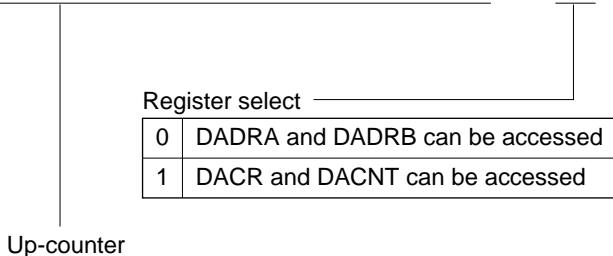 Register select
0 DADRA and DADRB can be accessed
1 DACR and DACNT can be accessed
Up-counter